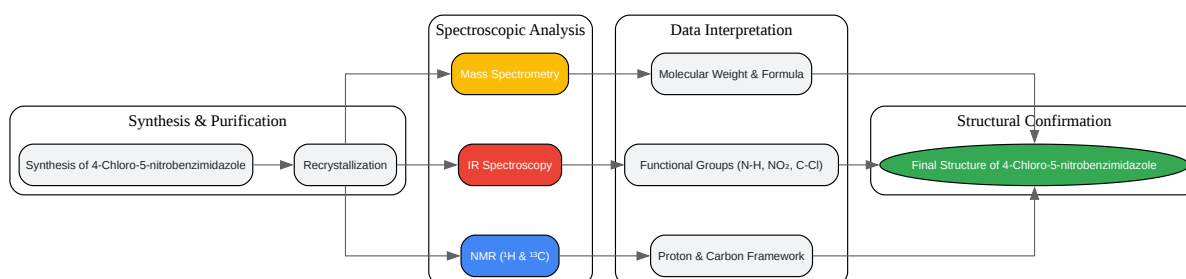 Spectroscopic Analysis
Data Interpretation
Mass Spectrometry
Molecular Weight & Formula
Synthesis & Purification
Structural Confirmation
Synthesis of 4-Chloro-5-nitrobenzimidazole
Recrystallization
IR Spectroscopy
Functional Groups (N-H, NO₂, C-Cl)
Final Structure of 4-Chloro-5-nitrobenzimidazole
NMR (¹H & ¹³C)
Proton & Carbon Framework